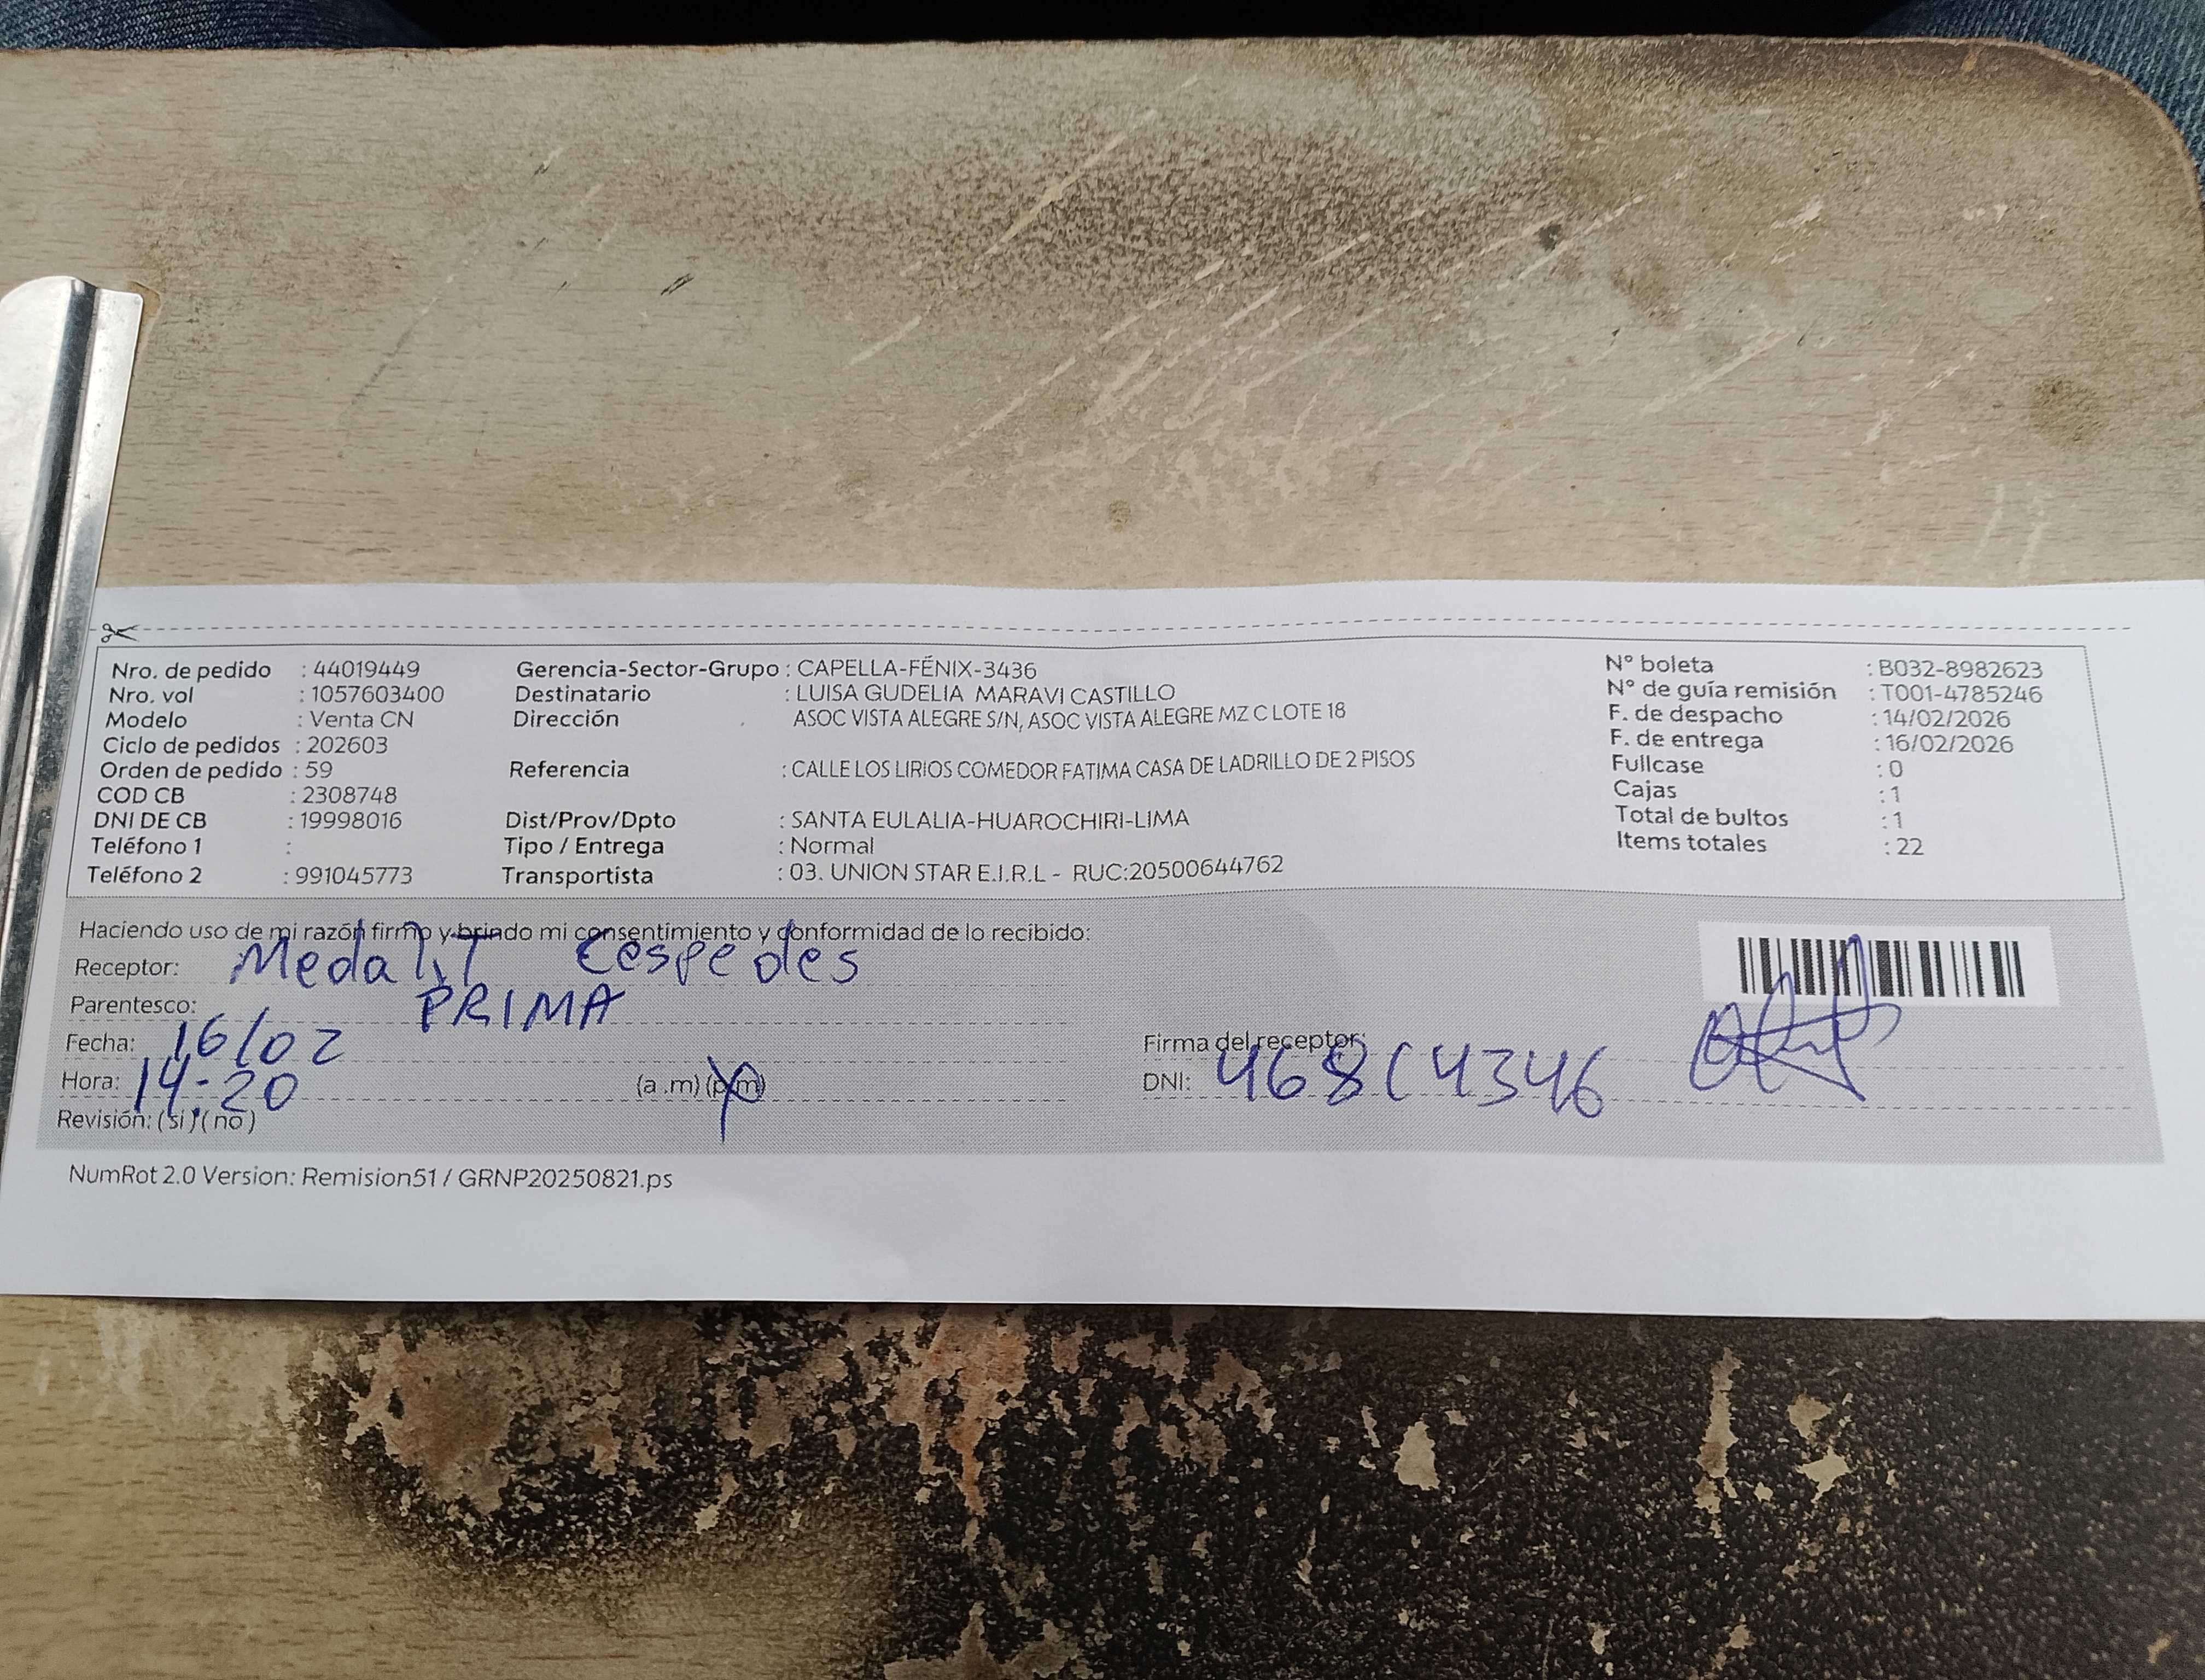 Nro. de pedido : 44019449
Nro. vol : 1057603400
Modelo : Venta CN
Ciclo de pedidos : 202603
Orden de pedido : 59
COD CB : 2308748
DNI DE CB : 19998016
Teléfono 1 :
Teléfono 2 : 991045773
Gerencia-Sector-Grupo : CAPELLA-FÉNIX-3436
Destinatario : LUISA GUDELIA MARAVI CASTILLO
Dirección . ASOC VISTA ALEGRE S/N, ASOC VISTA ALEGRE MZ C LOTE 18
Referencia : CALLE LOS LIRIOS COMEDOR FATIMA CASA DE LADRILLO DE 2 PISOS
Dist/Prov/Dpto : SANTA EULALIA-HUAROCHIRI-LIMA
Tipo / Entrega : Normal
Transportista : 03. UNION STAR E.I.R.L - RUC:20500644762
N° boleta : B032-8982623
N° de guía remisión : T001-4785246
F. de despacho : 14/02/2026
F. de entrega : 16/02/2026
Fullcase : 0
Cajas : 1
Total de bultos : 1
Items totales : 22
Haciendo uso de mi razón firmo y brindo mi consentimiento y conformidad de lo recibido:
Receptor: MedalIT Cespedes
Parentesco: PRIMA
Fecha: 16/02
Hora: 14:20 (a.m) (p.m)
Revisión: ( si ) ( no )
Firma del receptor:
DNI: 46814346
NumRot 2.0 Version: Remision51 / GRNP20250821.ps